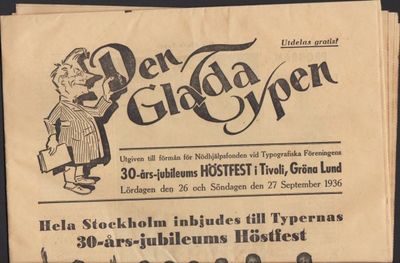 Utdelas gratis!
Den
Glada
Typen
Utgiven till förmån för Nödhjälpsfonden vid Typografiska Föreningens
30-års-jubileums HÖSTFEST i Tivoli, Gröna Lund
Lördagen den 26 och Söndagen den 27 September 1936
Hela Stockholm inbjudes till Typernas
30-års-jubileums Höstfest